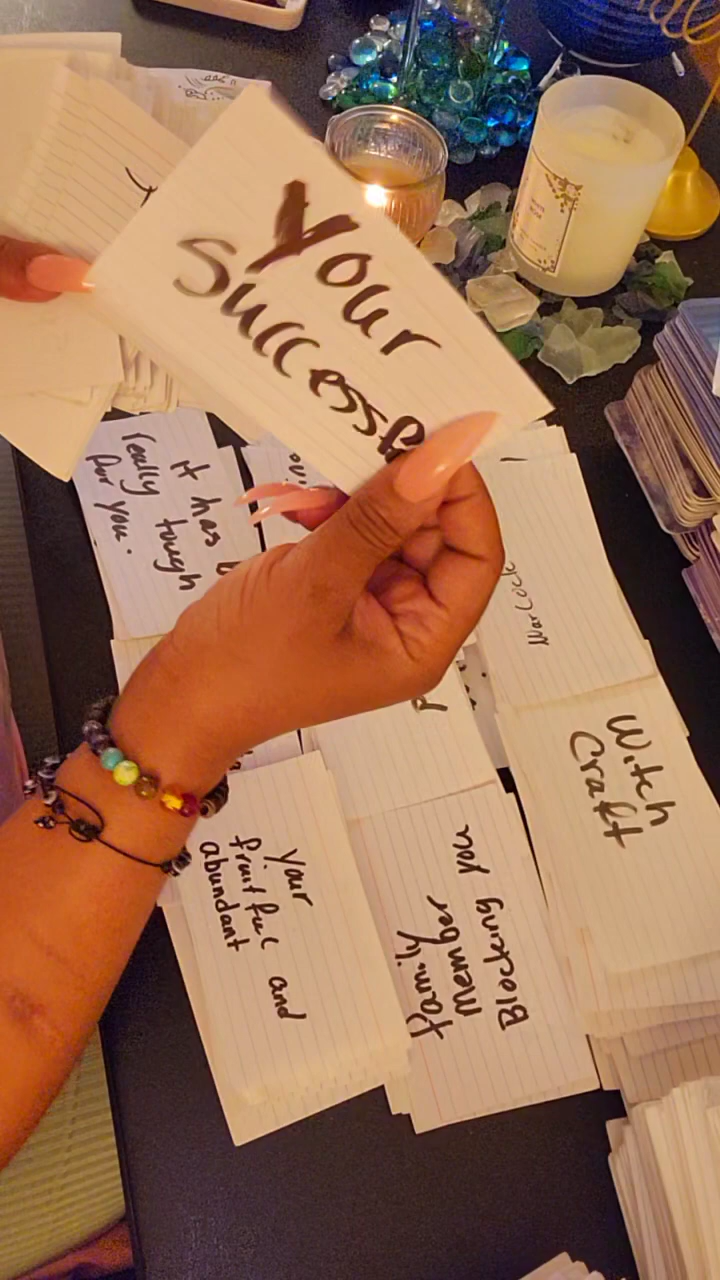 Your
Success
it has
really tough
for you.
Warlock
Witch
Craft
Your
fruitful and
abundant
Blocking you
member
family